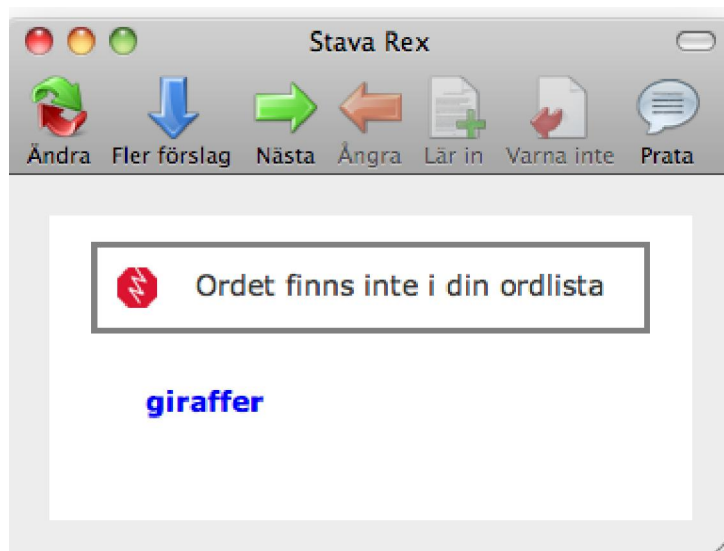 Stava Rex
Ändra Fler förslag Nästa Ångra Lär in Varna inte Prata
Ordet finns inte i din ordlista
giraffer